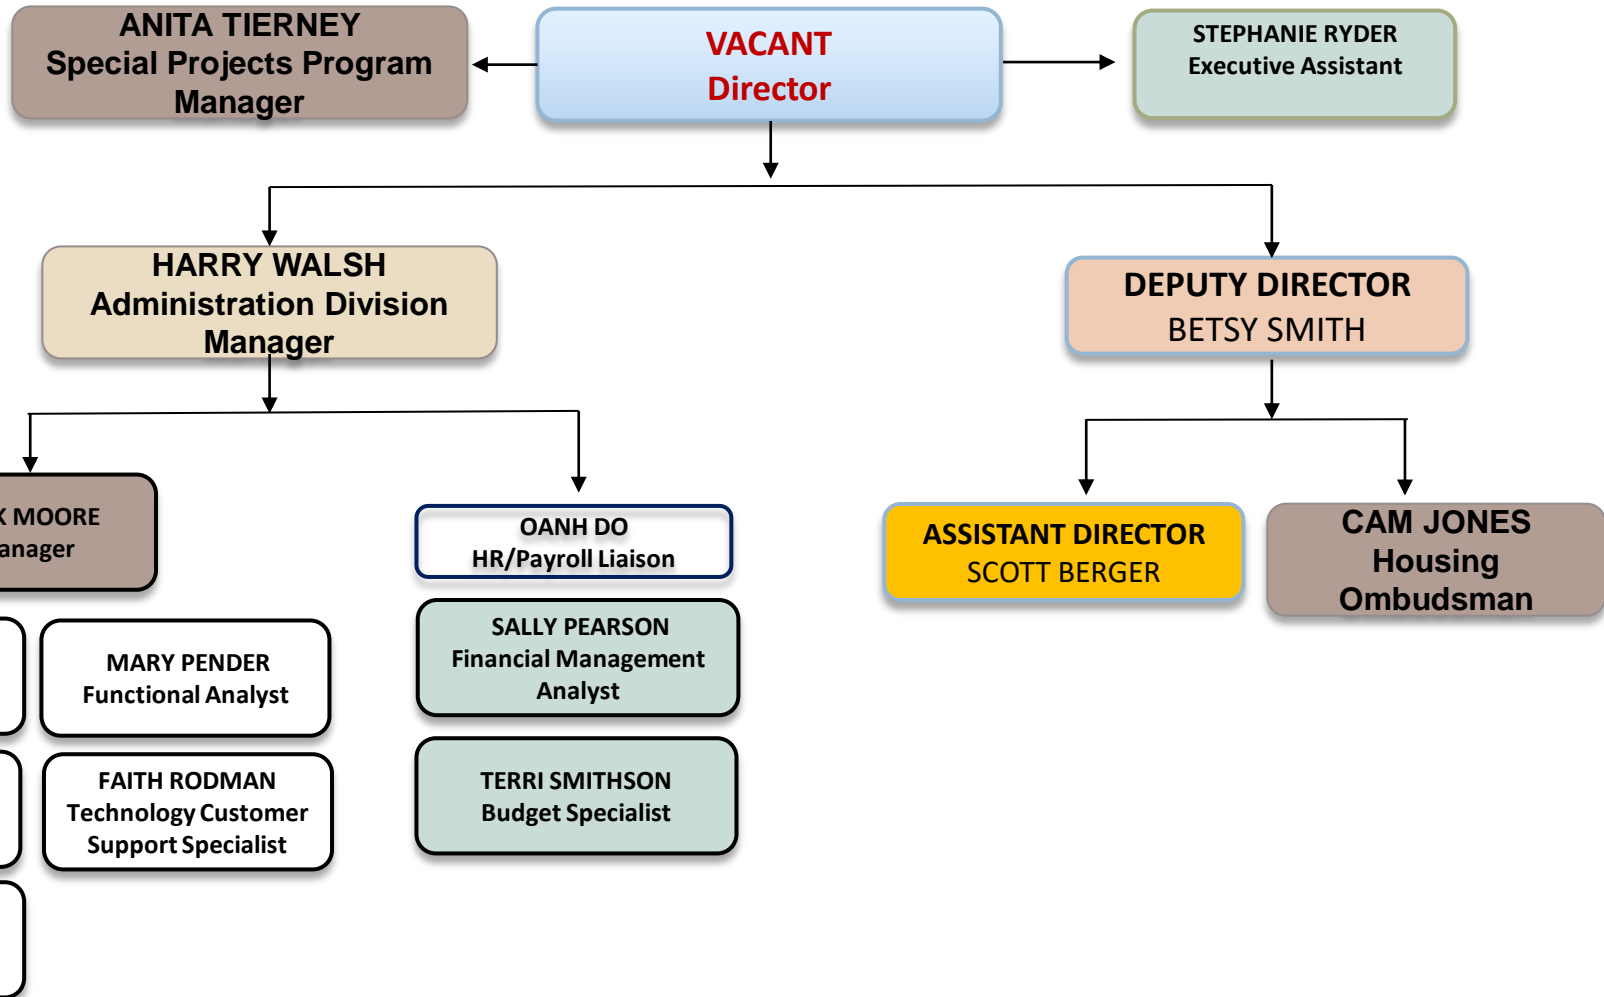 ANITA TIERNEY
Special Projects Program
Manager
VACANT
Director
STEPHANIE RYDER
Executive Assistant
HARRY WALSH
Administration Division
Manager
DEPUTY DIRECTOR
BETSY SMITH
MOORE
OANH DO
HR/Payroll Liaison
ASSISTANT DIRECTOR
SCOTT BERGER
CAM JONES
Housing
Ombudsman
MARY PENDER
Functional Analyst
SALLY PEARSON
Financial Management
Analyst
FAITH RODMAN
Technology Customer
Support Specialist
TERRI SMITHSON
Budget Specialist